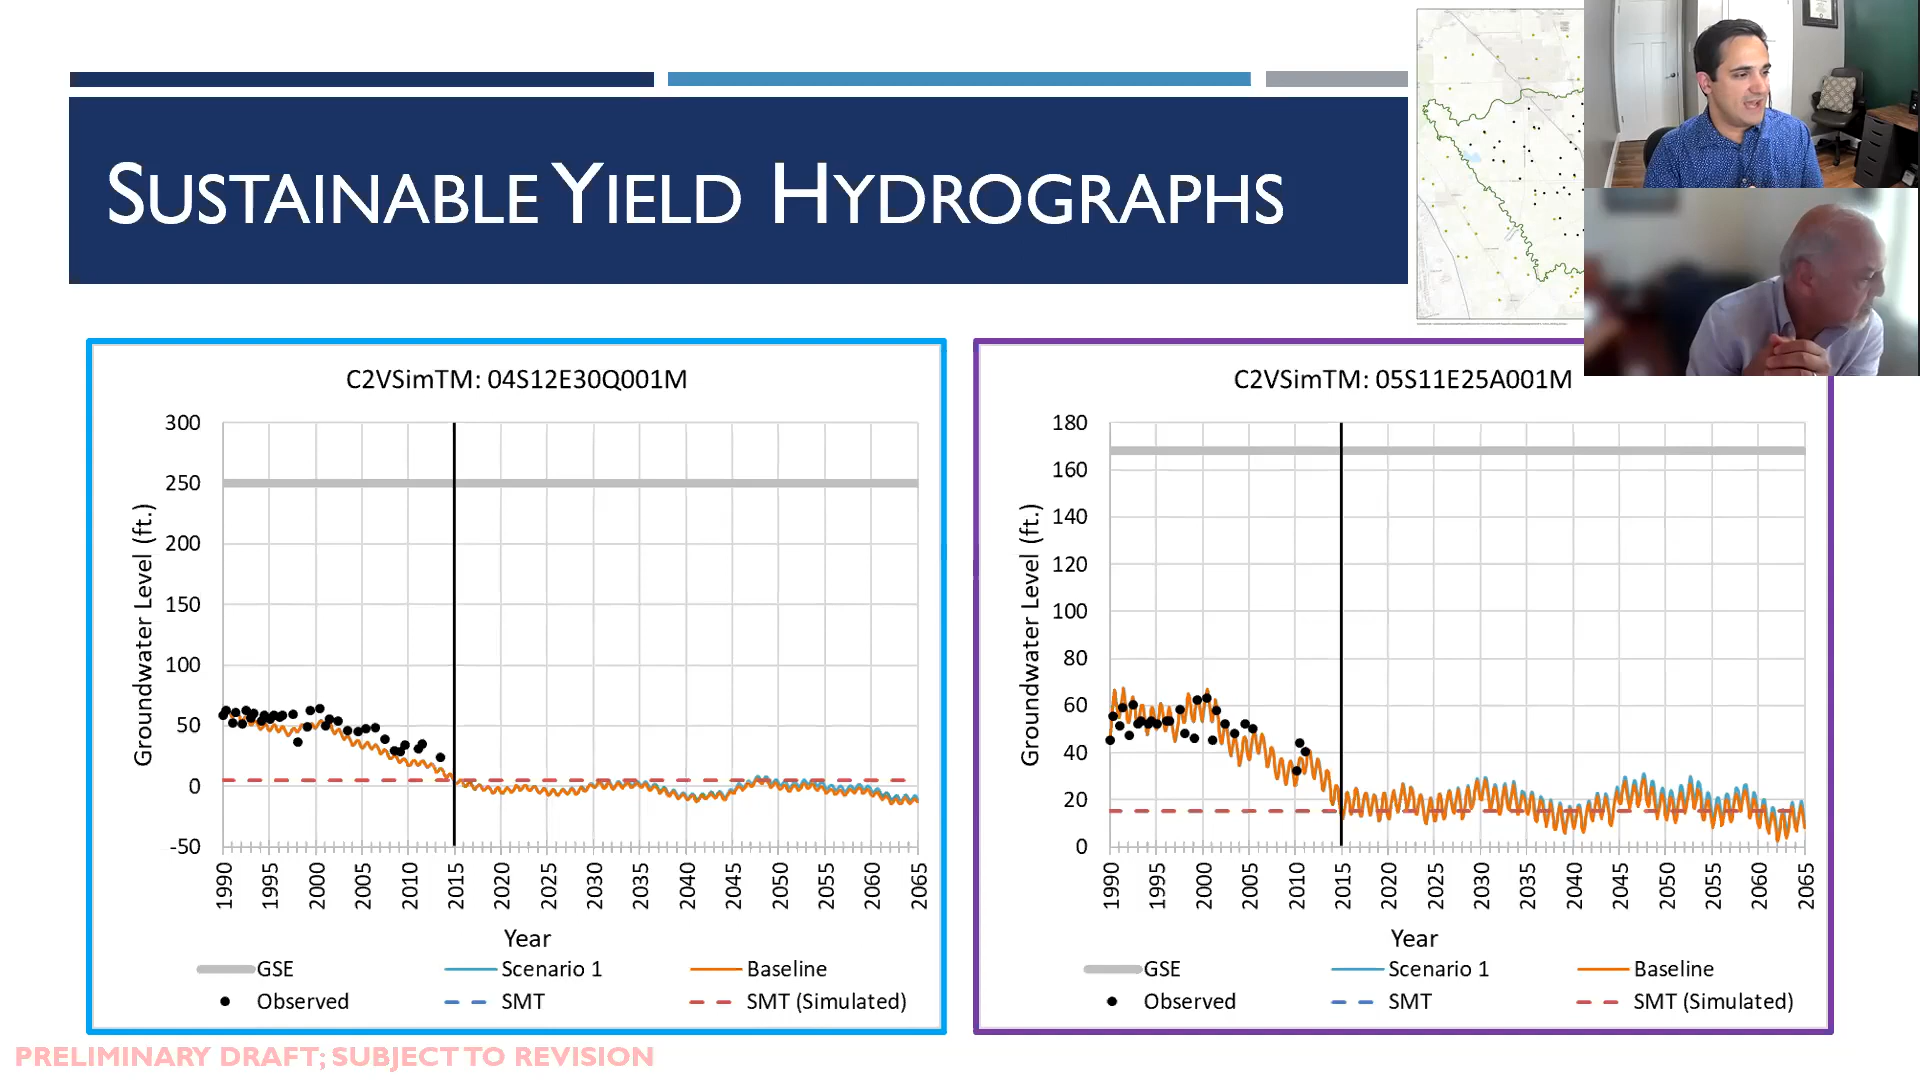 SUSTAINABLE YIELD HYDROGRAPHS
C2VSimTM: 04S12E30Q001M
300
250
200
150
100
50
0
-50
Groundwater Level (ft.)
1990 1995 2000 2005 2010 2015 2020 2025 2030 2035 2040 2045 2050 2055 2060 2065
Year
GSE Scenario 1 Baseline
Observed SMT SMT (Simulated)
C2VSimTM: 05S11E25A001M
180
160
140
120
100
80
60
40
20
0
Groundwater Level (ft.)
1990 1995 2000 2005 2010 2015 2020 2025 2030 2035 2040 2045 2050 2055 2060 2065
Year
GSE Scenario 1 Baseline
Observed SMT SMT (Simulated)
PRELIMINARY DRAFT; SUBJECT TO REVISION